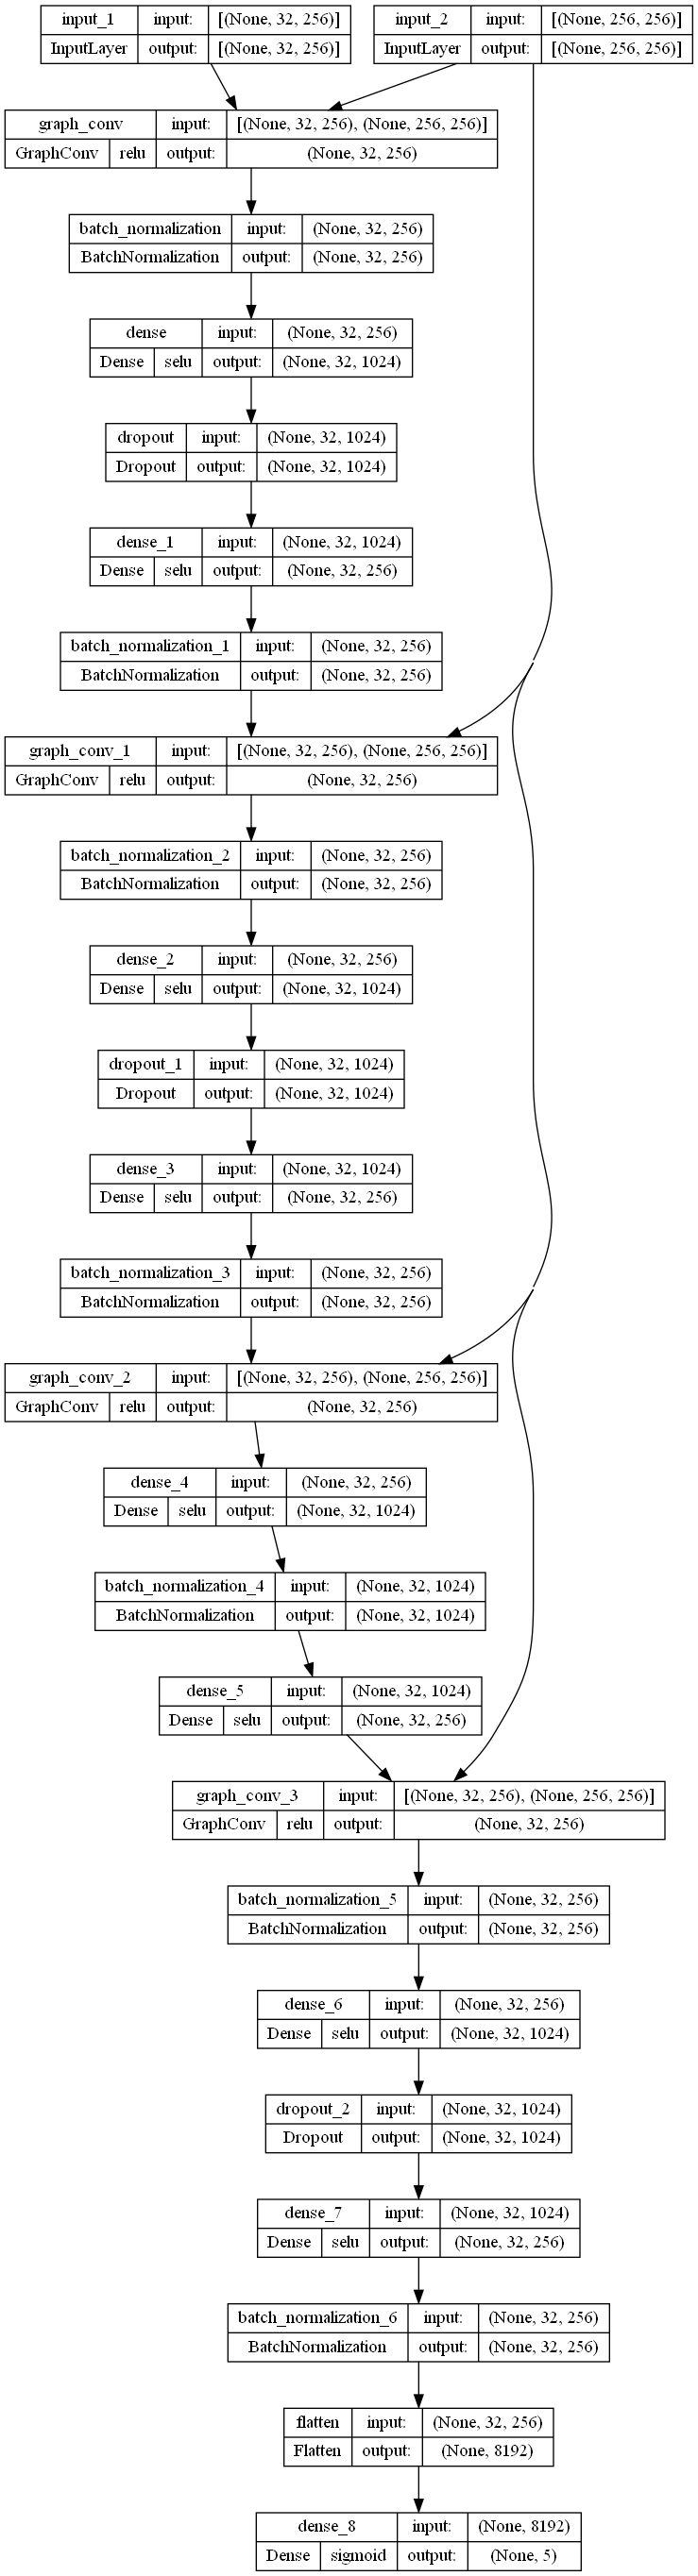 input_1 input: [(None, 32, 256)]
InputLayer output: [(None, 32, 256)]
input_2 input: [(None, 256, 256)]
InputLayer output: [(None, 256, 256)]
graph_conv input: [(None, 32, 256), (None, 256, 256)]
GraphConv relu output: (None, 32, 256)
batch_normalization input: (None, 32, 256)
BatchNormalization output: (None, 32, 256)
dense input: (None, 32, 256)
Dense selu output: (None, 32, 1024)
dropout input: (None, 32, 1024)
Dropout output: (None, 32, 1024)
dense_1 input: (None, 32, 1024)
Dense selu output: (None, 32, 256)
batch_normalization_1 input: (None, 32, 256)
BatchNormalization output: (None, 32, 256)
graph_conv_1 input: [(None, 32, 256), (None, 256, 256)]
GraphConv relu output: (None, 32, 256)
batch_normalization_2 input: (None, 32, 256)
BatchNormalization output: (None, 32, 256)
dense_2 input: (None, 32, 256)
Dense selu output: (None, 32, 1024)
dropout_1 input: (None, 32, 1024)
Dropout output: (None, 32, 1024)
dense_3 input: (None, 32, 1024)
Dense selu output: (None, 32, 256)
batch_normalization_3 input: (None, 32, 256)
BatchNormalization output: (None, 32, 256)
graph_conv_2 input: [(None, 32, 256), (None, 256, 256)]
GraphConv relu output: (None, 32, 256)
dense_4 input: (None, 32, 256)
Dense selu output: (None, 32, 1024)
batch_normalization_4 input: (None, 32, 1024)
BatchNormalization output: (None, 32, 1024)
dense_5 input: (None, 32, 1024)
Dense selu output: (None, 32, 256)
graph_conv_3 input: [(None, 32, 256), (None, 256, 256)]
GraphConv relu output: (None, 32, 256)
batch_normalization_5 input: (None, 32, 256)
BatchNormalization output: (None, 32, 256)
dense_6 input: (None, 32, 256)
Dense selu output: (None, 32, 1024)
dropout_2 input: (None, 32, 1024)
Dropout output: (None, 32, 1024)
dense_7 input: (None, 32, 1024)
Dense selu output: (None, 32, 256)
batch_normalization_6 input: (None, 32, 256)
BatchNormalization output: (None, 32, 256)
flatten input: (None, 32, 256)
Flatten output: (None, 8192)
dense_8 input: (None, 8192)
Dense sigmoid output: (None, 5)